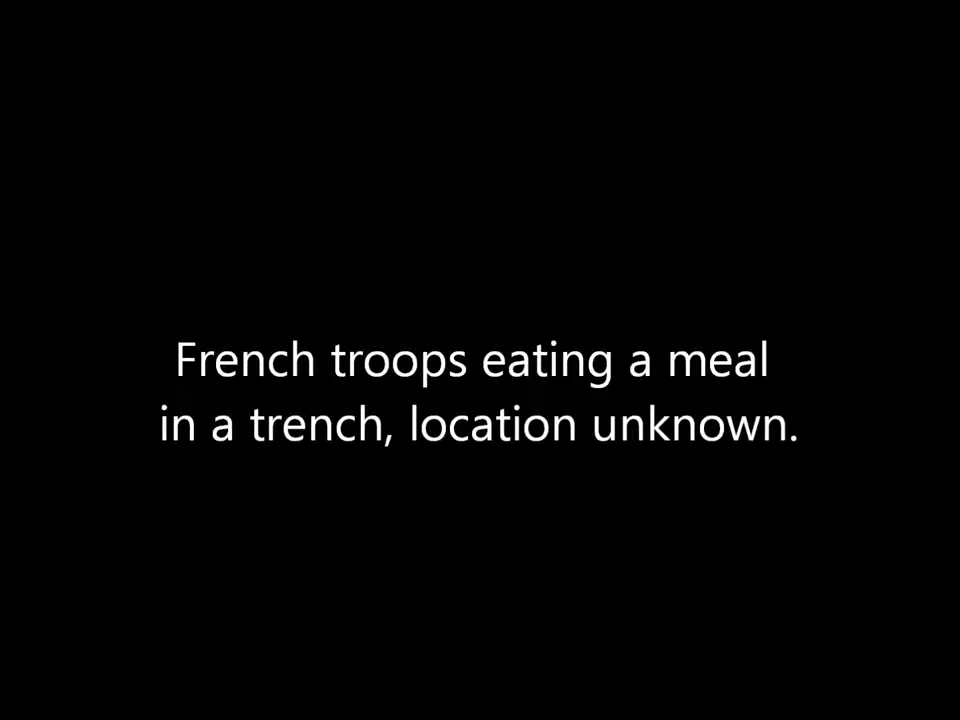 French troops eating a meal
in a trench, location unknown.